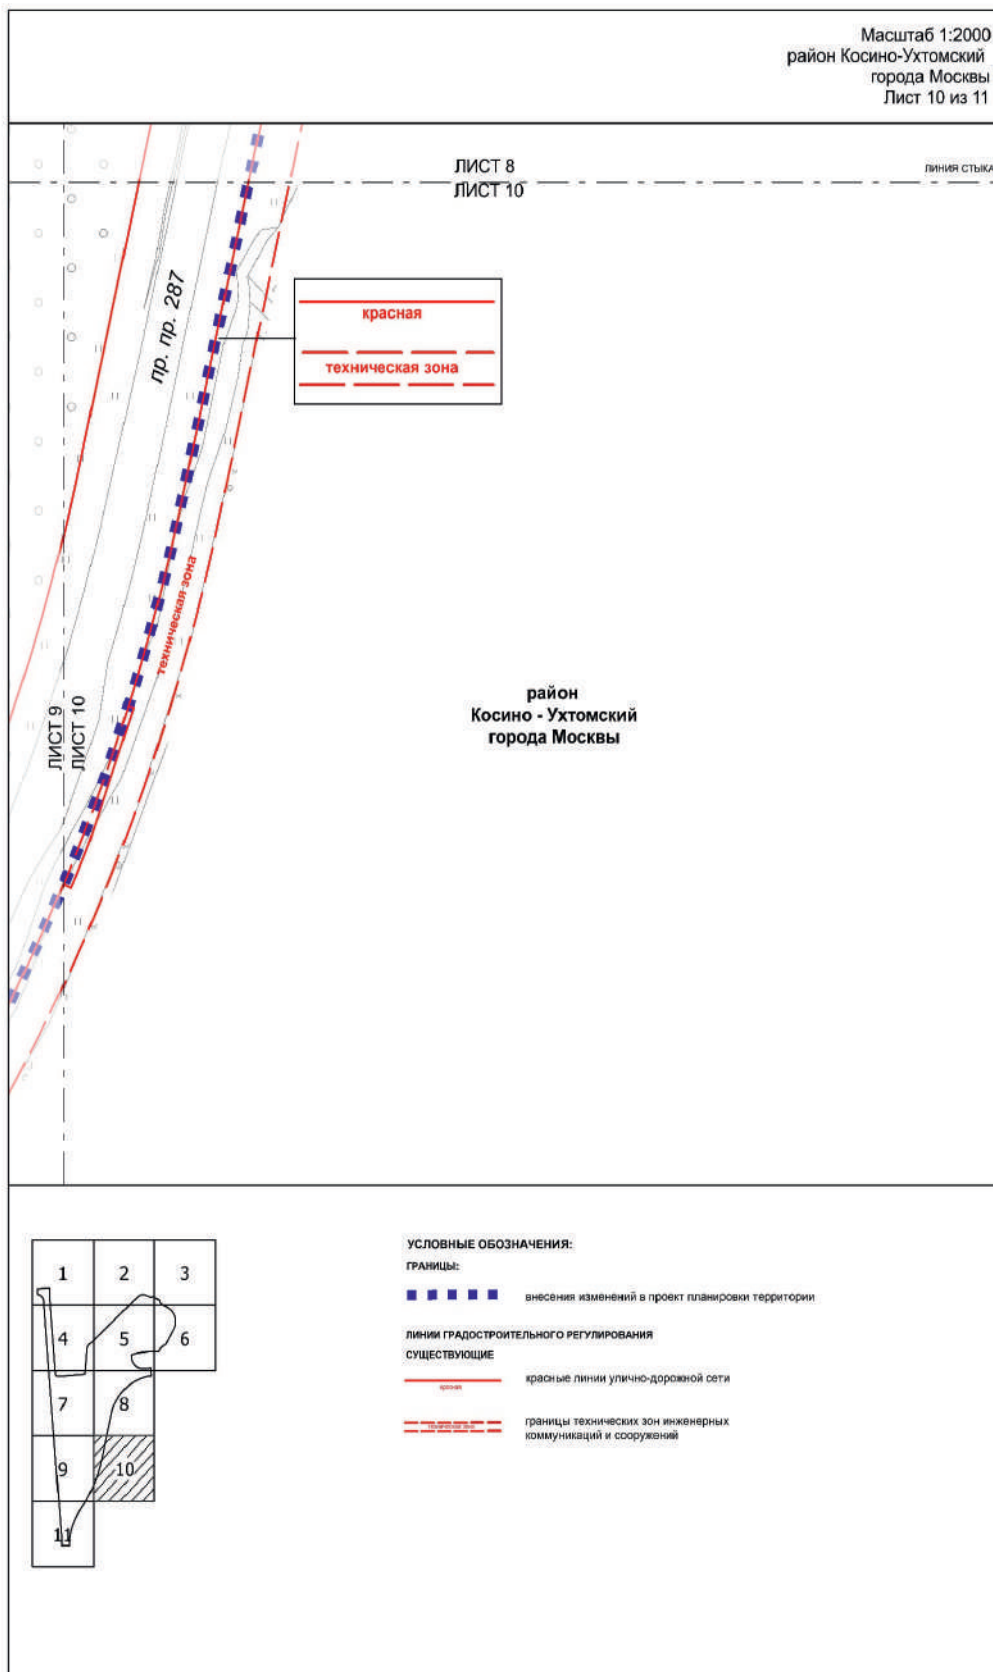 Масштаб 1:2000
район Косино-Ухтомский
города Москвы
Лист 10 из 11
ЛИСТ 8
ЛИНИЯ СТЫКА
ЛИСТ 10
пр. пр. 287
красная
техническая зона
техническая зона
район
Косино - Ухтомский
города Москвы
ЛИСТ 9
ЛИСТ 10
1
2
3
4
5
6
7
8
9
10
11
УСЛОВНЫЕ ОБОЗНАЧЕНИЯ:
ГРАНИЦЫ:
внесения изменений в проект планировки территории
ЛИНИИ ГРАДОСТРОИТЕЛЬНОГО РЕГУЛИРОВАНИЯ
СУЩЕСТВУЮЩИЕ
красные линии улично-дорожной сети
красная
границы технических зон инженерных
техническая зона
коммуникаций и сооружений